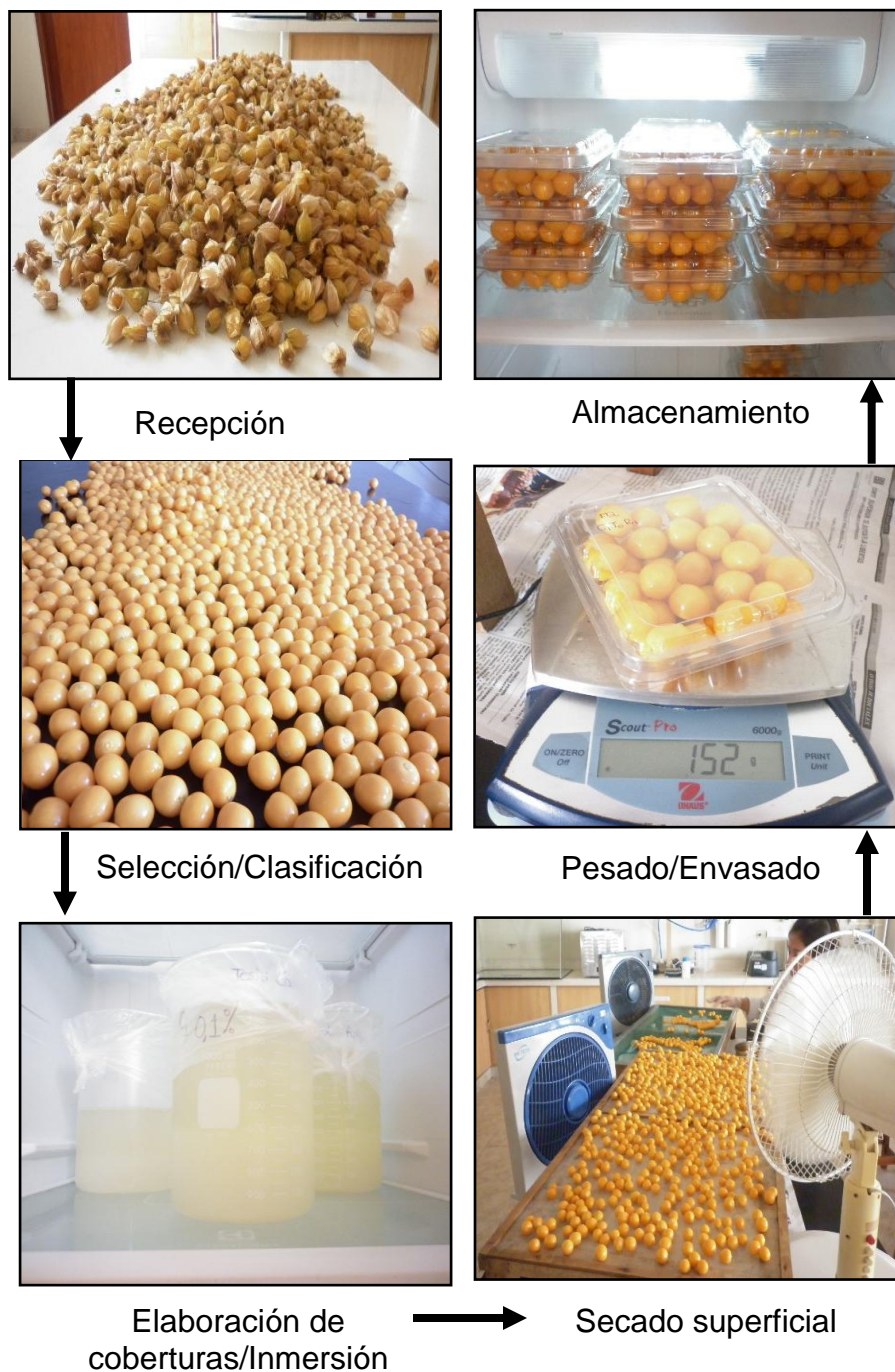 Recepción
Almacenamiento
Selección/Clasificación
Scout Pro
6000g
ON/ZERO
Off
152 g
PRINT
Unit
OHAUS
Pesado/Envasado
0,1%
Elaboración de
coberturas/Inmersión
Secado superficial